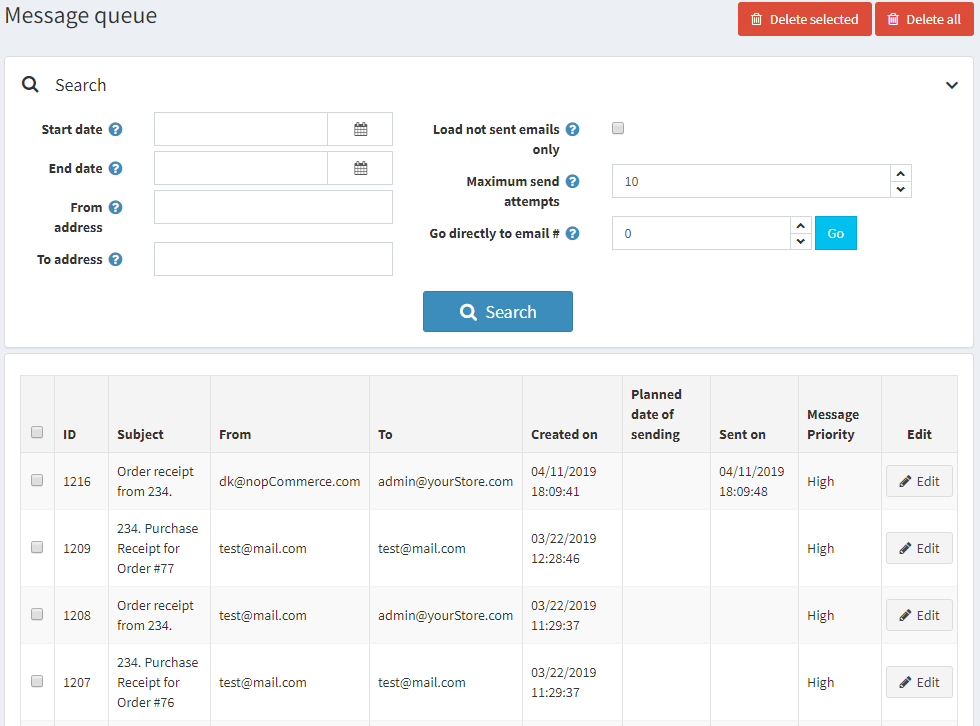 Message queue
Delete selected
Delete all
Search
Start date
End date
From
address
To address
Load not sent emails
only
Maximum send
attempts
10
Go directly to email #
0
Go
Search
ID
Subject
From
To
Created on
Planned
date of
sending
Sent on
Message
Priority
Edit
1216
Order receipt
from 234.
dk@nopCommerce.com
admin@yourStore.com
04/11/2019
18:09:41
04/11/2019
18:09:48
High
Edit
1209
234. Purchase
Receipt for
Order #77
test@mail.com
test@mail.com
03/22/2019
12:28:46
High
Edit
1208
Order receipt
from 234.
test@mail.com
admin@yourStore.com
03/22/2019
11:29:37
High
Edit
1207
234. Purchase
Receipt for
Order #76
test@mail.com
test@mail.com
03/22/2019
11:29:37
High
Edit